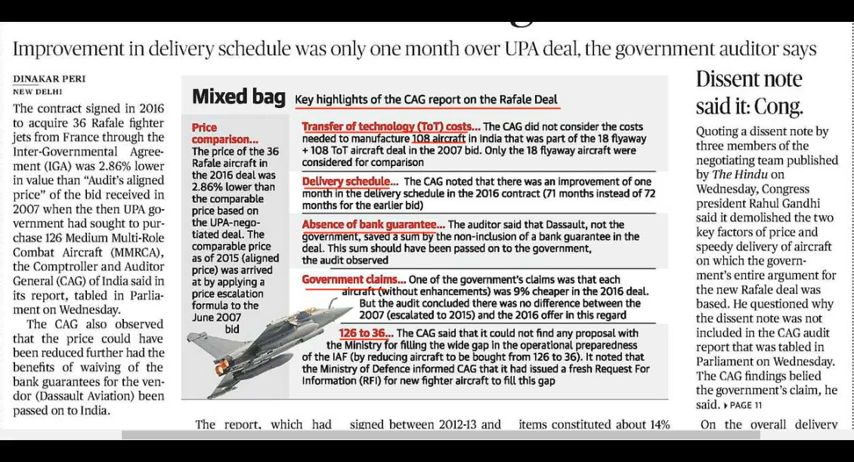 Improvement in delivery schedule was only one month over UPA deal, the government auditor says
DINAKAR PERI
NEW DELHI
The contract signed in 2016
to acquire 36 Rafale fighter
jets from France through the
Inter-Governmental Agree-
ment (IGA) was 2.86% lower
in value than “Audit’s aligned
price” of the bid received in
2007 when the then UPA go-
vernment had sought to pur-
chase 126 Medium Multi-Role
Combat Aircraft (MMRCA),
the Comptroller and Auditor
General (CAG) of India said in
its report, tabled in Parlia-
ment on Wednesday.
The CAG also observed
that the price could have
been reduced further had the
benefits of waiving of the
bank guarantees for the ven-
dor (Dassault Aviation) been
passed on to India.
Mixed bag
Key highlights of the CAG report on the Rafale Deal
Price
comparison...
The price of the 36
Rafale aircraft in
the 2016 deal was
2.86% lower than
the comparable
price based on
the UPA-nego-
tiated deal. The
comparable price
as of 2015 (aligned
price) was arrived
at by applying a
price escalation
formula to the
June 2007
bid
Transfer of technology (ToT) costs... The CAG did not consider the costs
needed to manufacture 108 aircraft in India that was part of the 18 flyaway
+ 108 ToT aircraft deal in the 2007 bid. Only the 18 flyaway aircraft were
considered for comparison
Delivery schedule... The CAG noted that there was an improvement of one
month in the delivery schedule in the 2016 contract (71 months instead of 72
months for the earlier bid)
Absence of bank guarantee... The auditor said that Dassault, not the
government, saved a sum by the non-inclusion of a bank guarantee in the
deal. This sum should have been passed on to the government,
the audit observed
Government claims... One of the government’s claims was that each
aircraft (without enhancements) was 9% cheaper in the 2016 deal.
But the audit concluded there was no difference between the
2007 (escalated to 2015) and the 2016 offer in this regard
126 to 36... The CAG said that it could not find any proposal with
the Ministry for filling the wide gap in the operational preparedness
of the IAF (by reducing aircraft to be bought from 126 to 36). It noted that
the Ministry of Defence informed CAG that it had issued a fresh Request For
Information (RFI) for new fighter aircraft to fill this gap
The report, which had
signed between 2012-13 and
items constituted about 14%
Dissent note
said it: Cong.
Quoting a dissent note by
three members of the
negotiating team published
by The Hindu on
Wednesday, Congress
president Rahul Gandhi
said it demolished the two
key factors of price and
speedy delivery of aircraft
on which the govern-
ment’s entire argument for
the new Rafale deal was
based. He questioned why
the dissent note was not
included in the CAG audit
report that was tabled in
Parliament on Wednesday.
The CAG findings belied
the government’s claim, he
said. ▸ PAGE 11
On the overall delivery